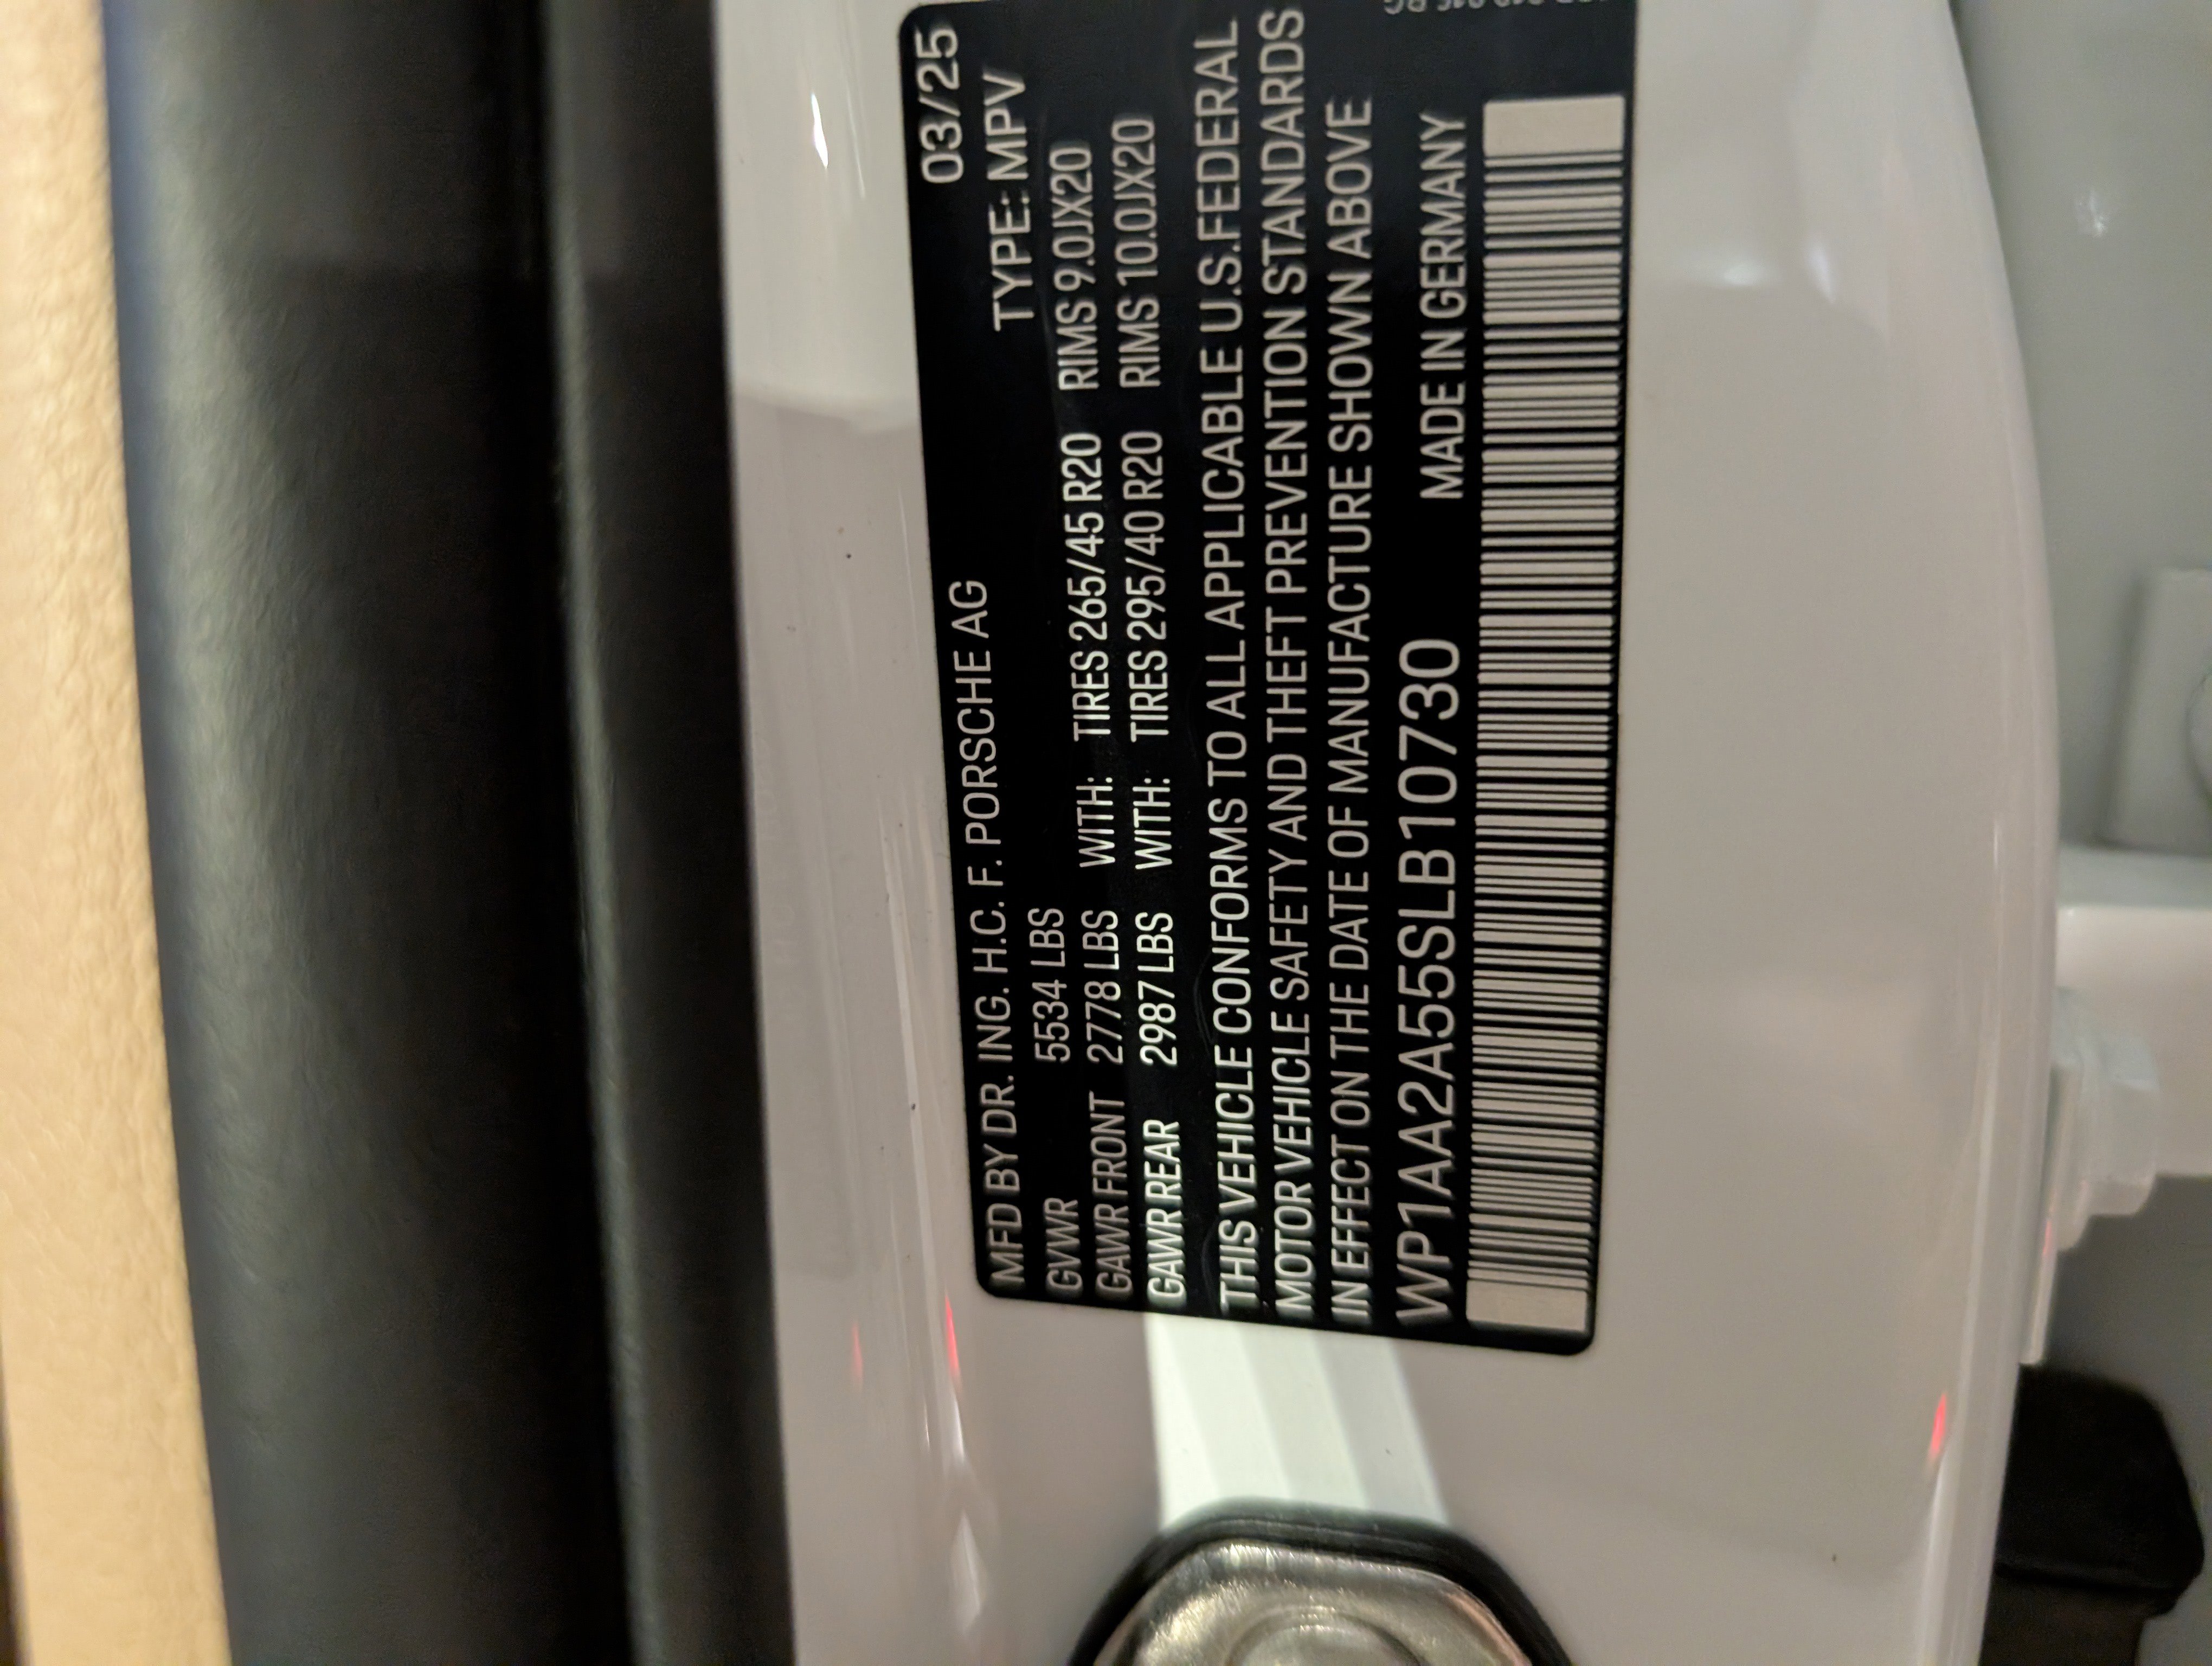 03/25
MFD BY DR. ING. H.C. F. PORSCHE AG TYPE: MPV
GVWR 5534 LBS
GAWR FRONT 2778 LBS WITH: TIRES 265/45 R20 RIMS 9.0JX20
GAWR REAR 2987 LBS WITH: TIRES 295/40 R20 RIMS 10.0JX20
THIS VEHICLE CONFORMS TO ALL APPLICABLE U.S.FEDERAL
MOTOR VEHICLE SAFETY AND THEFT PREVENTION STANDARDS
IN EFFECT ON THE DATE OF MANUFACTURE SHOWN ABOVE
WP1AA2A55SLB10730 MADE IN GERMANY